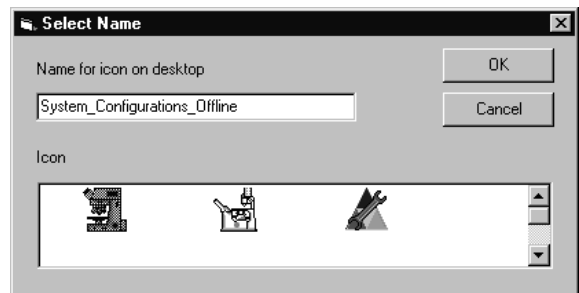 Select Name
Name for icon on desktop
OK
System_Configurations_Offline
Cancel
Icon